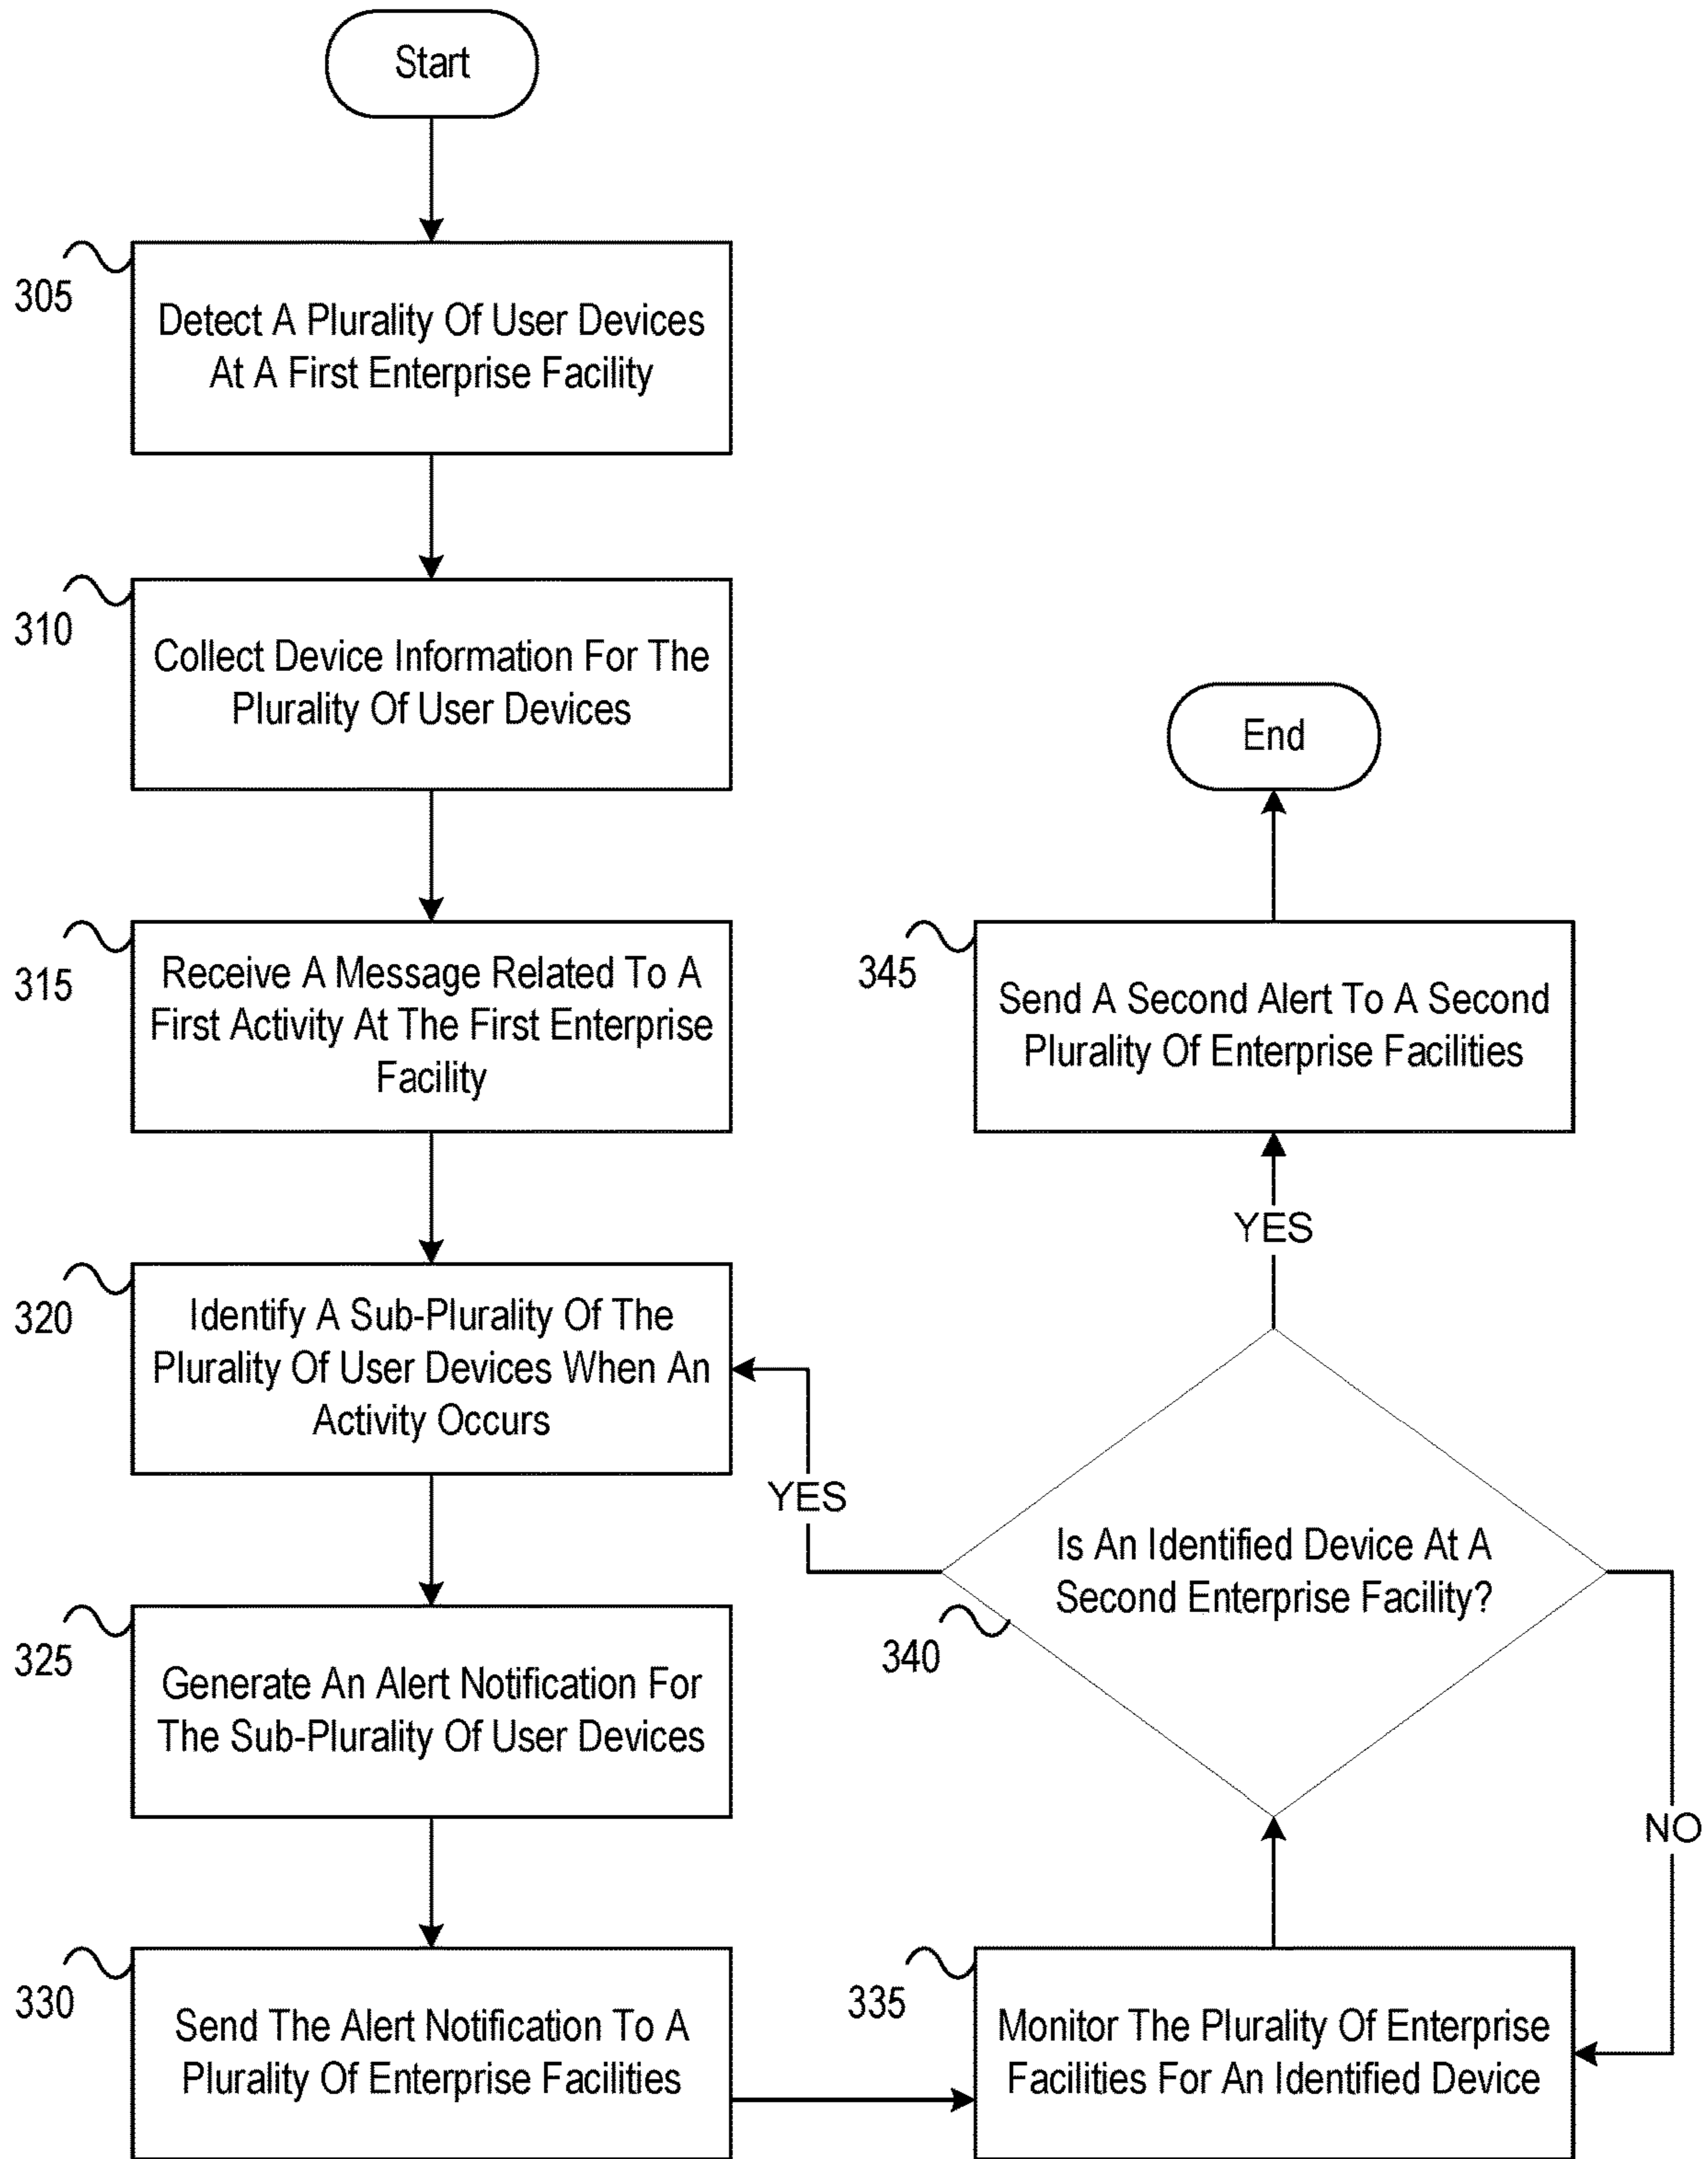 Start
305
Detect A Plurality Of User Devices
At A First Enterprise Facility
310
Collect Device Information For The
Plurality Of User Devices
315
Receive A Message Related To A
First Activity At The First Enterprise
Facility
320
Identify A Sub-Plurality Of The
Plurality Of User Devices When An
Activity Occurs
325
Generate An Alert Notification For
The Sub-Plurality Of User Devices
330
Send The Alert Notification To A
Plurality Of Enterprise Facilities
335
Monitor The Plurality Of Enterprise
Facilities For An Identified Device
340
Is An Identified Device At A
Second Enterprise Facility?
YES
NO
YES
345
Send A Second Alert To A Second
Plurality Of Enterprise Facilities
End